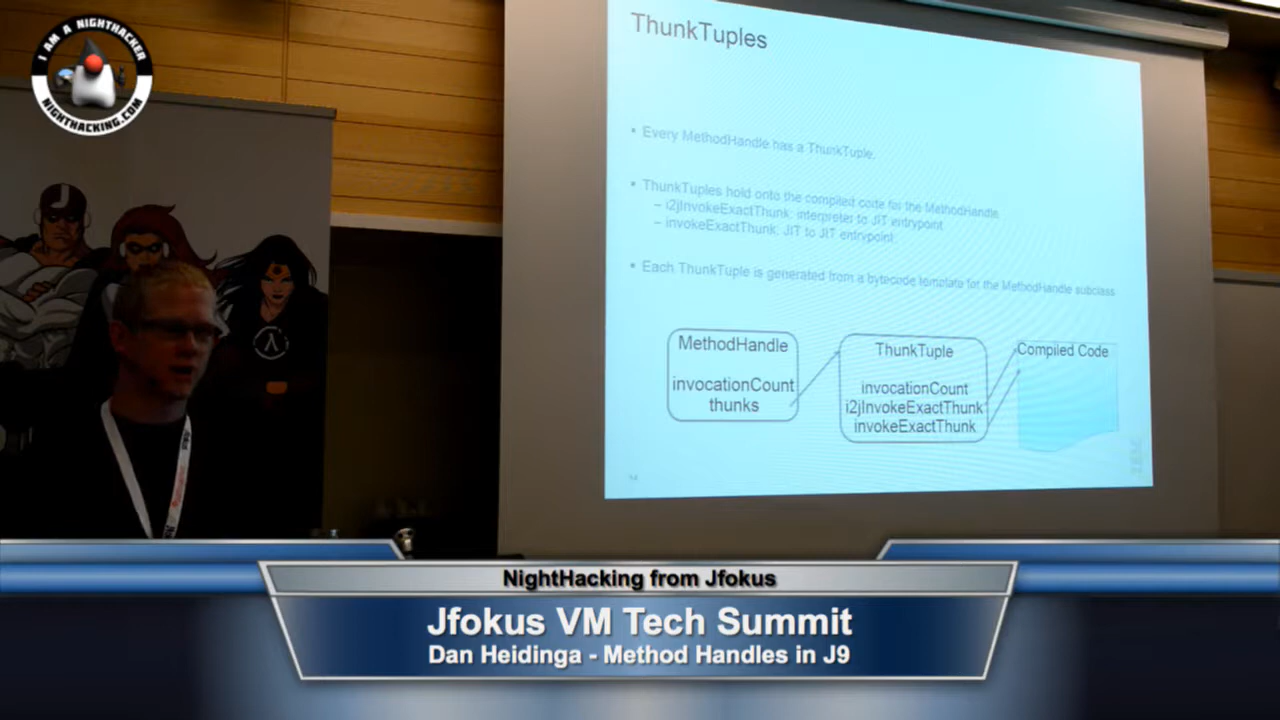 I AM A NIGHTHACKER
NIGHTHACKING.COM
ThunkTuples
• Every MethodHandle has a ThunkTuple.
• ThunkTuples hold onto the compiled code for the MethodHandle
– i2jInvokeExactThunk: interpreter to JIT entrypoint
– invokeExactThunk: JIT to JIT entrypoint
• Each ThunkTuple is generated from a bytecode template for the MethodHandle subclass
MethodHandle
invocationCount
thunks
ThunkTuple
invocationCount
i2jInvokeExactThunk
invokeExactThunk
Compiled Code
IBM
NightHacking from Jfokus
Jfokus VM Tech Summit
Dan Heidinga - Method Handles in J9